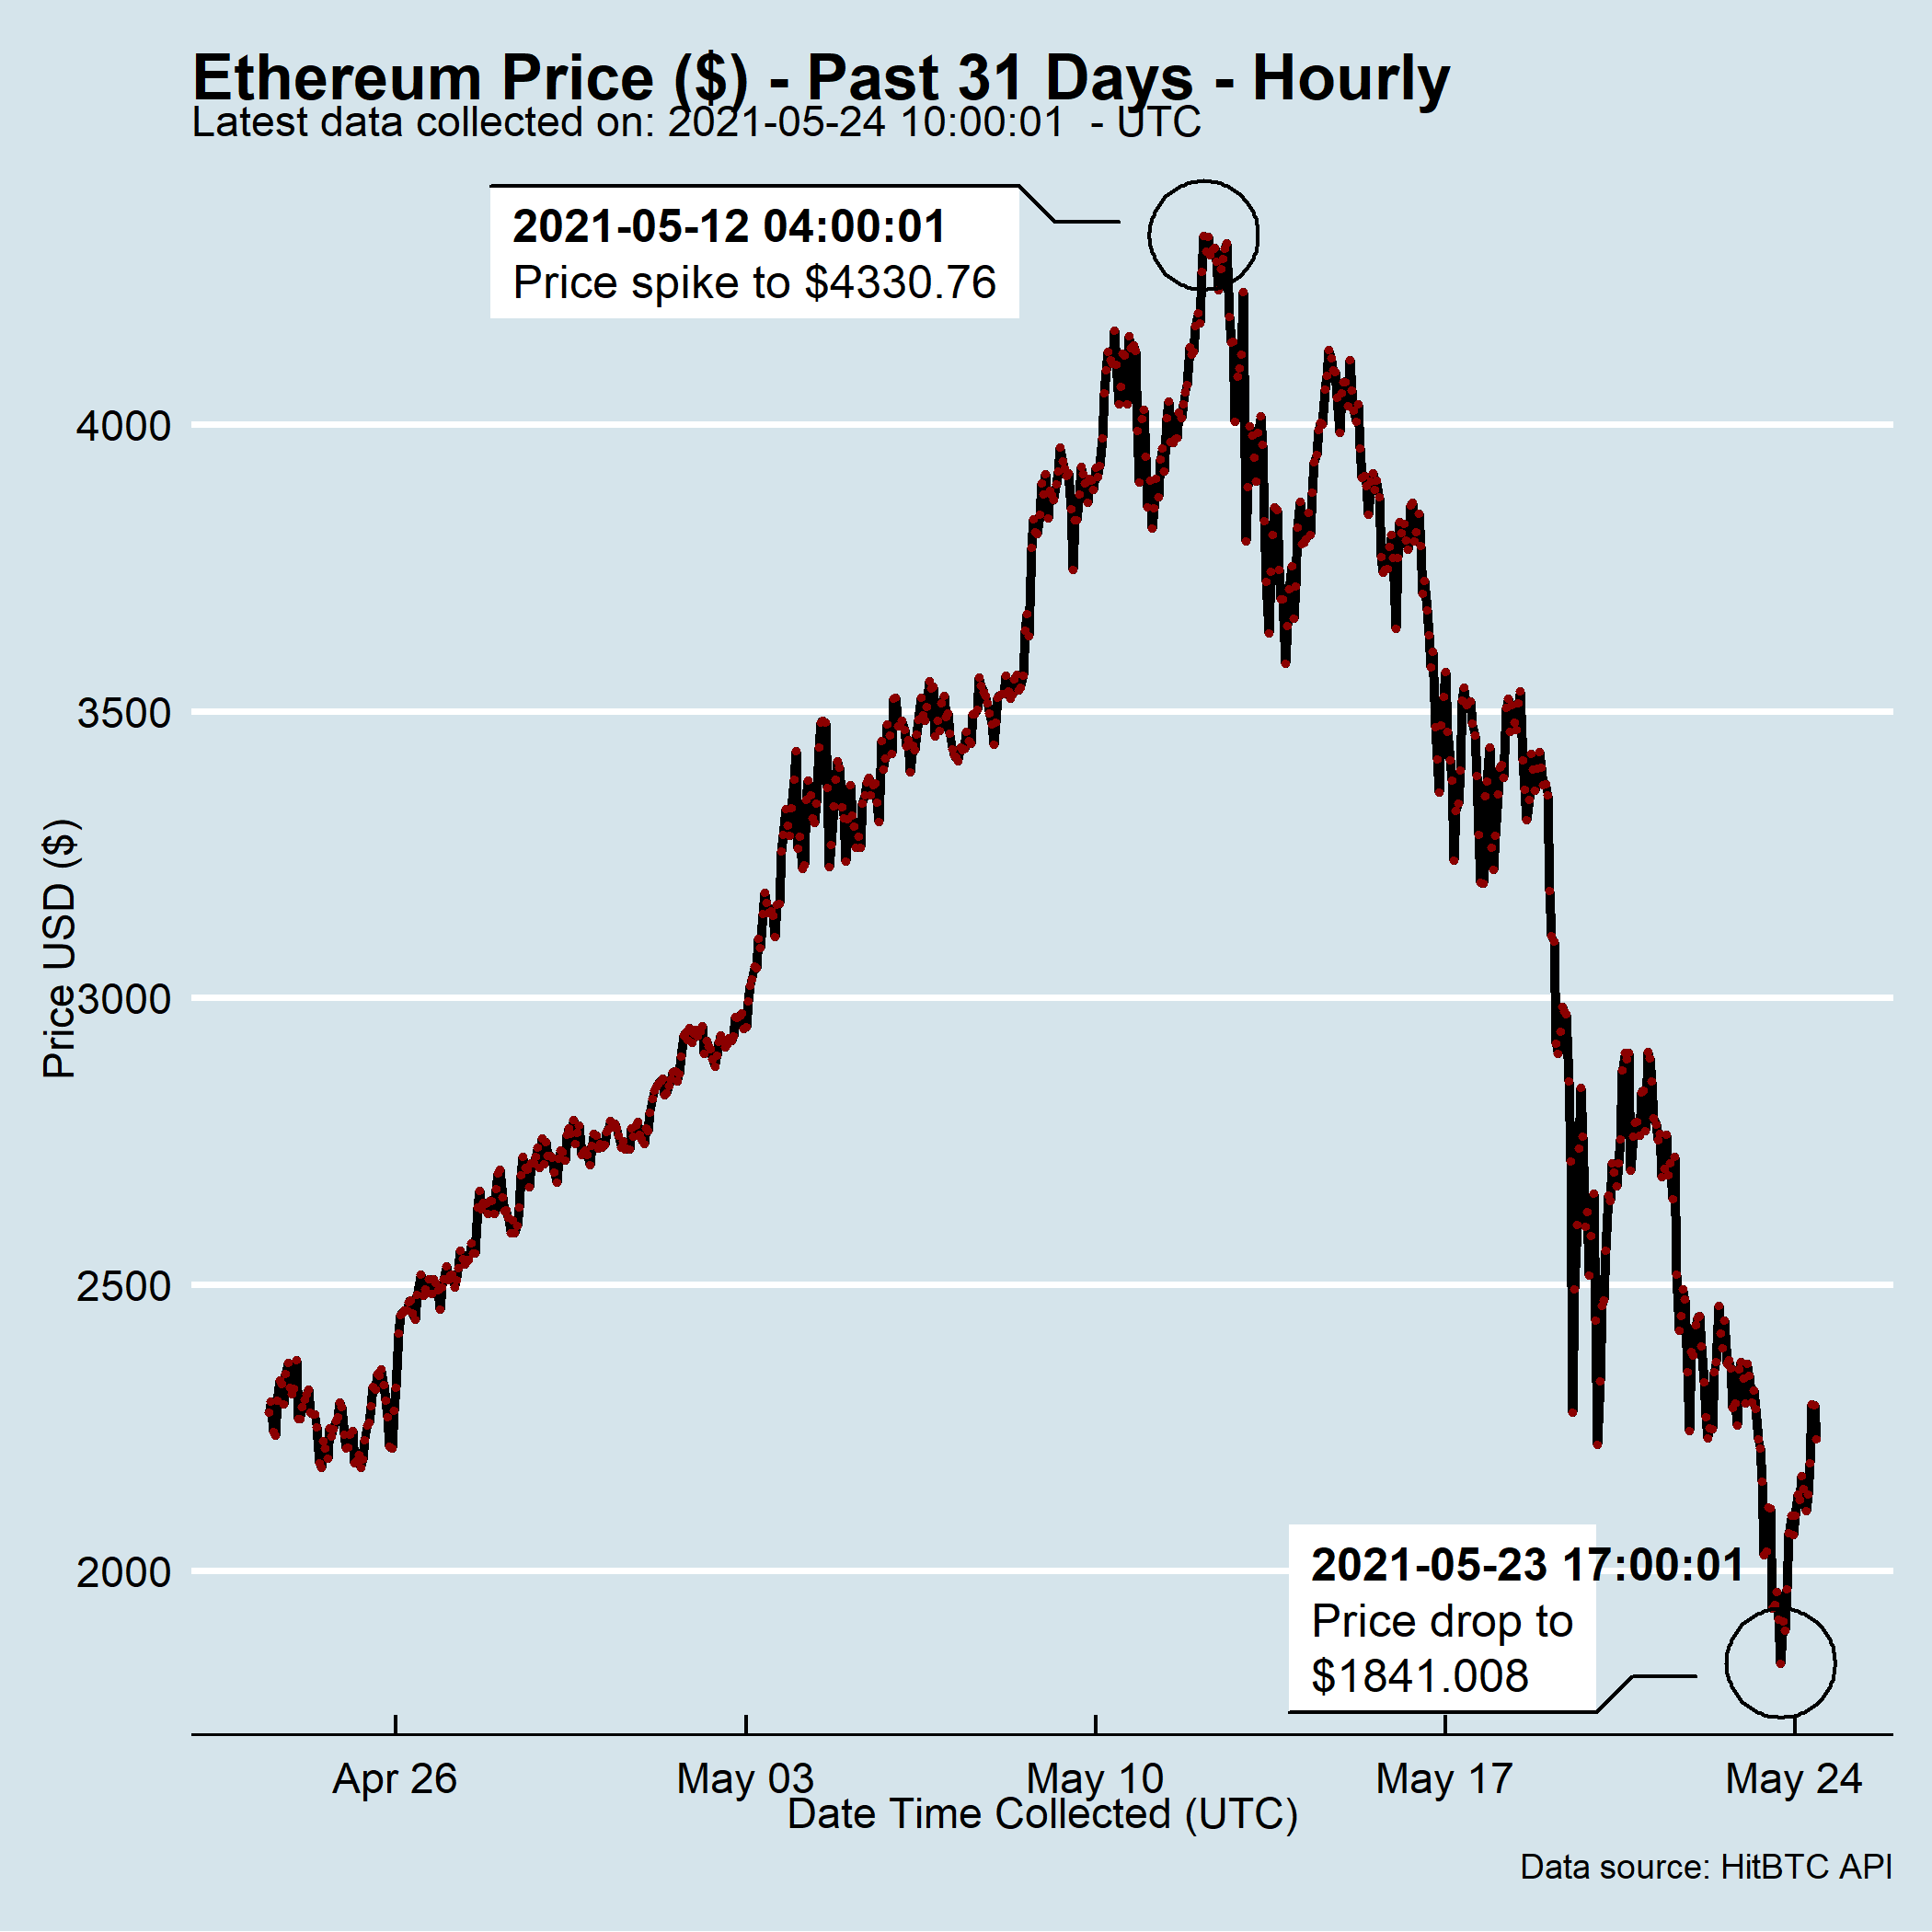 Ethereum Price ($) - Past 31 Days - Hourly
Latest data collected on: 2021-05-24 10:00:01  - UTC
2021-05-12 04:00:01
Price spike to $4330.76
4000
3500
3000
2500
2000
Price USD ($)
2021-05-23 17:00:01
Price drop to
$1841.008
Apr 26
May 03
May 10
May 17
May 24
Date Time Collected (UTC)
Data source: HitBTC API